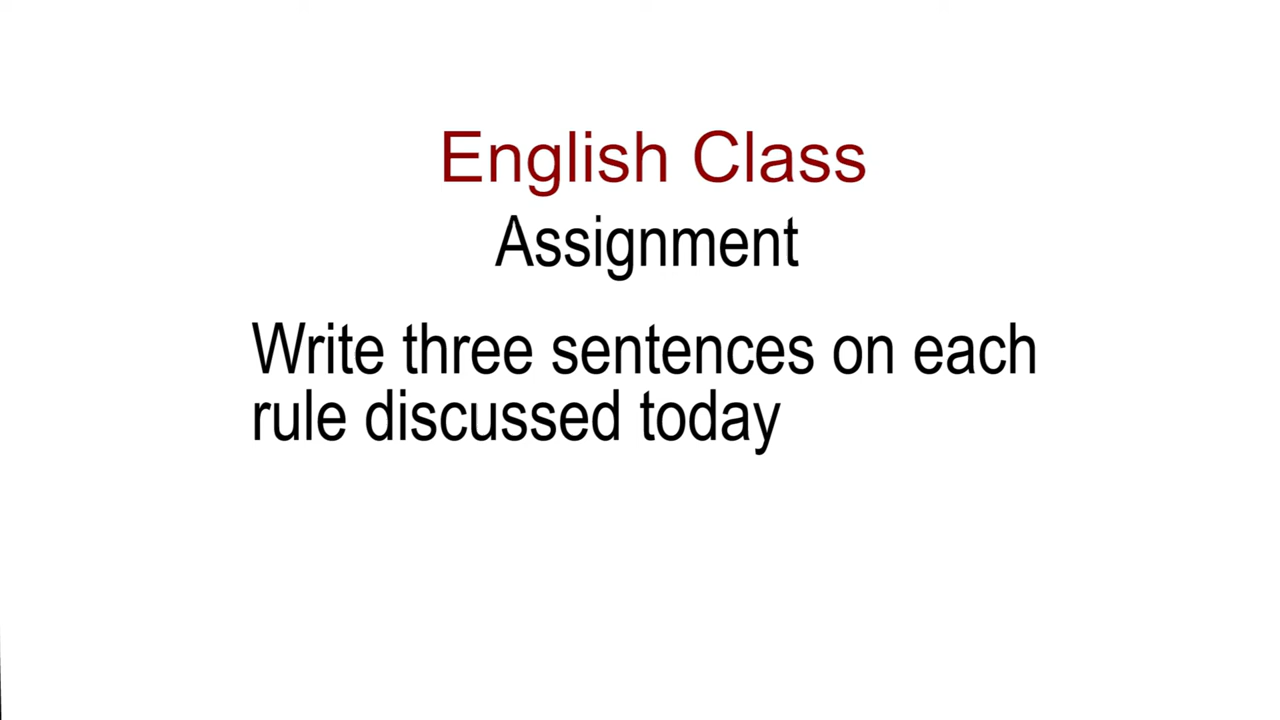 English Class
Assignment
Write three sentences on each
rule discussed today